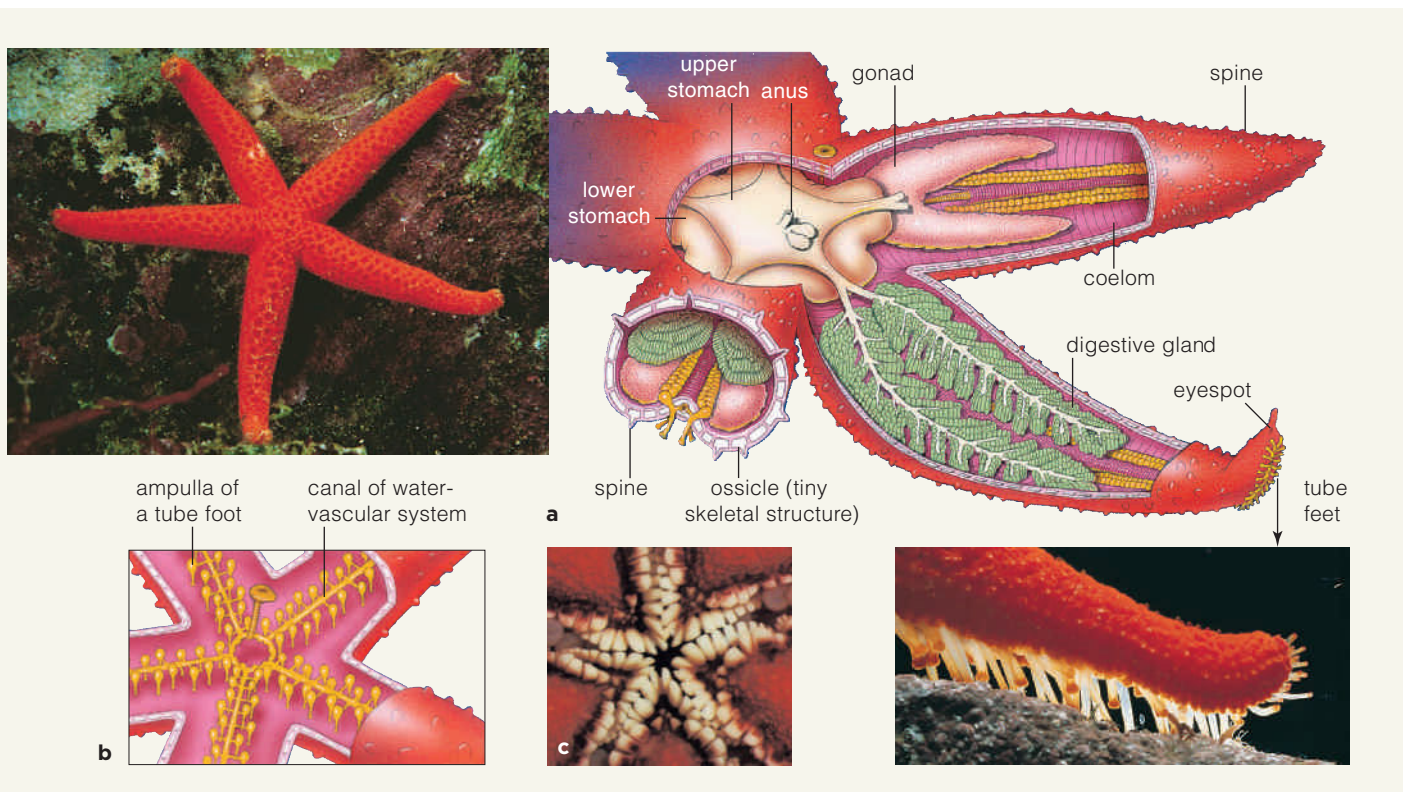 upper
stomach
anus
gonad
spine
lower
stomach
coelom
digestive gland
eyespot
spine
ossicle (tiny
skeletal structure)
tube
feet
a
ampulla of
a tube foot
canal of water-
vascular system
b
c